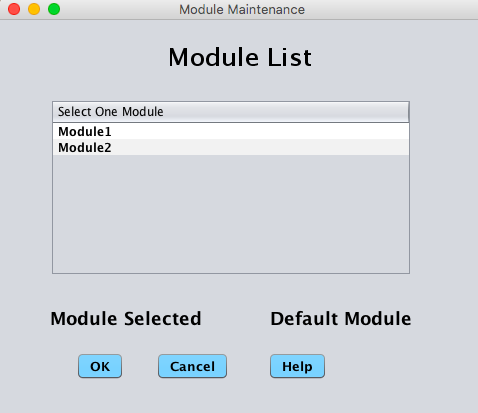 Module Maintenance
Module List
Select One Module
Module1
Module2
Module Selected Default Module
OK Cancel Help